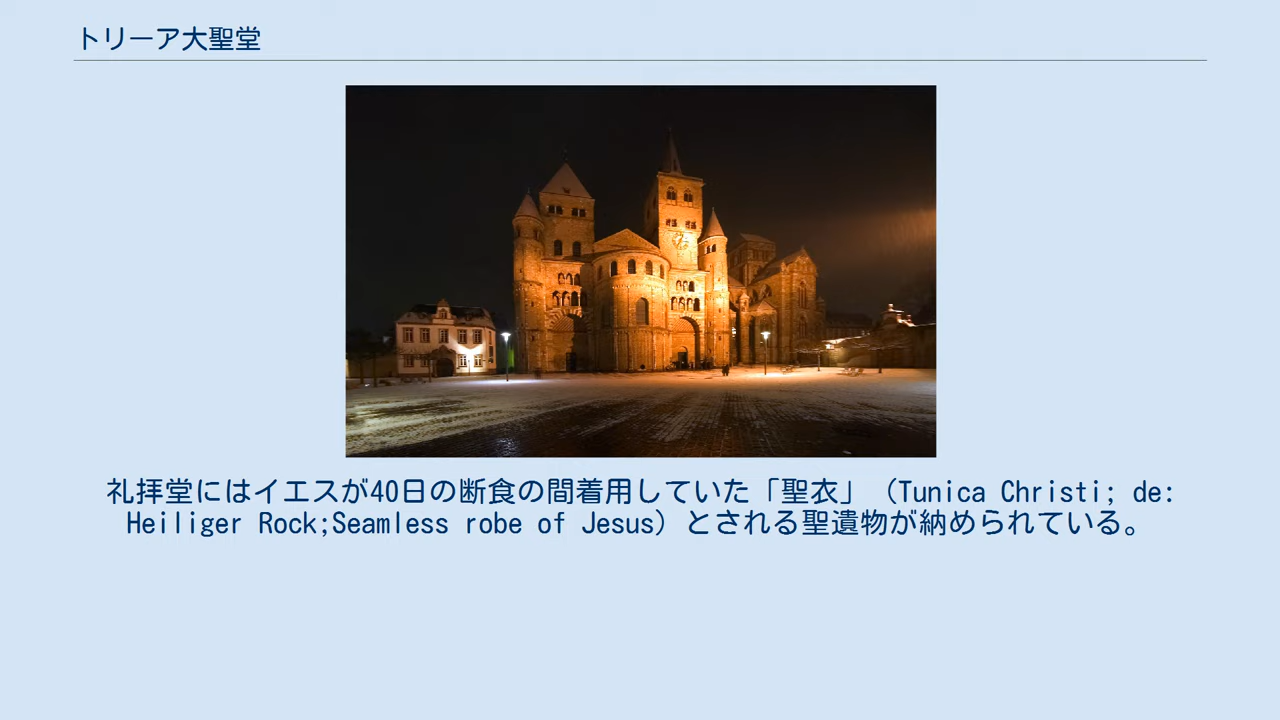 トリーア大聖堂
礼拝堂にはイエスが40日の断食の間着用していた「聖衣」（Tunica Christi; de:
Heiliger Rock;Seamless robe of Jesus）とされる聖遺物が納められている。